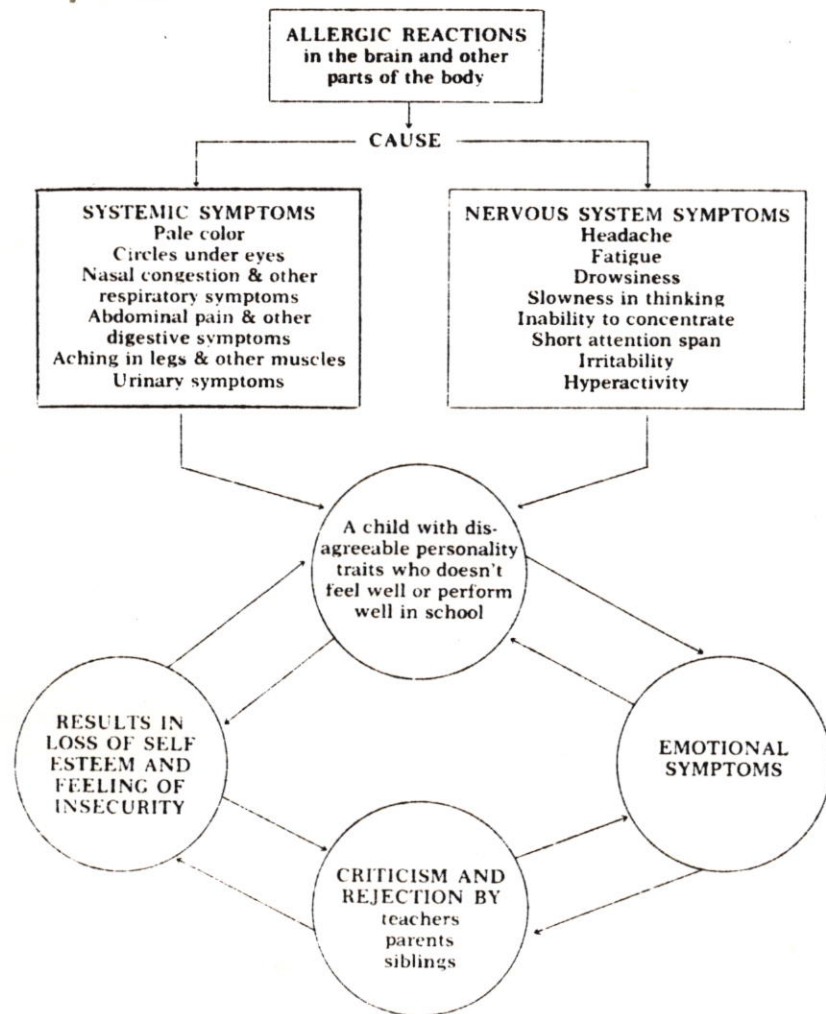 ALLERGIC REACTIONS
in the brain and other
parts of the body
CAUSE
SYSTEMIC SYMPTOMS
Pale color
Circles under eyes
Nasal congestion & other
respiratory symptoms
Abdominal pain & other
digestive symptoms
Aching in legs & other muscles
Urinary symptoms
NERVOUS SYSTEM SYMPTOMS
Headache
Fatigue
Drowsiness
Slowness in thinking
Inability to concentrate
Short attention span
Irritability
Hyperactivity
A child with dis-
agreeable personality
traits who doesn't
feel well or perform
well in school
RESULTS IN
LOSS OF SELF
ESTEEM AND
FEELING OF
INSECURITY
EMOTIONAL
SYMPTOMS
CRITICISM AND
REJECTION BY
teachers
parents
siblings